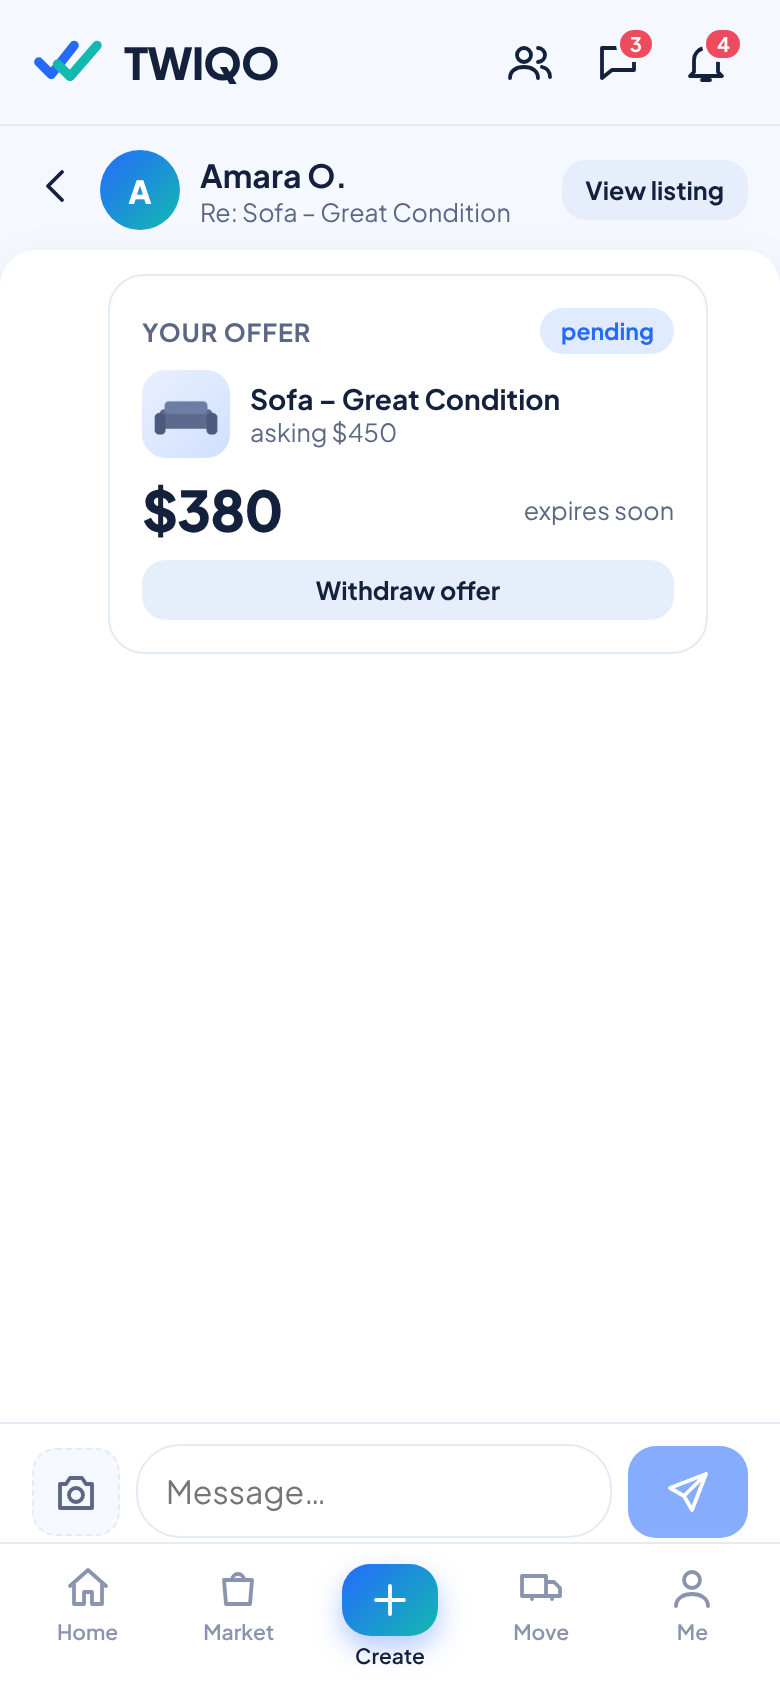 TWIQO
3
4
A
Amara O.
Re: Sofa – Great Condition
View listing
YOUR OFFER
pending
Sofa – Great Condition
asking $450
$380
expires soon
Withdraw offer
Message...
Home
Market
Create
Move
Me